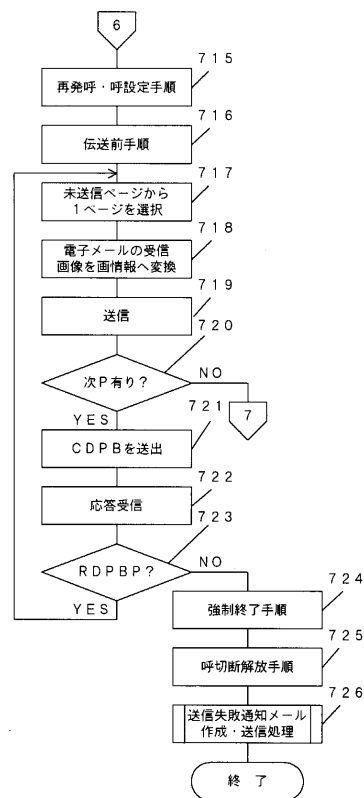 6
715
再発呼・呼設定手順
716
伝送前手順
717
未送信ページから
1ページを選択
718
電子メールの受信
画像を画情報へ変換
719
送信
720
次P有り?
NO
YES
7
721
CDPBを送出
722
応答受信
723
RDPBP?
NO
YES
724
強制終了手順
725
呼切断解放手順
726
送信失敗通知メール
作成・送信処理
終 了